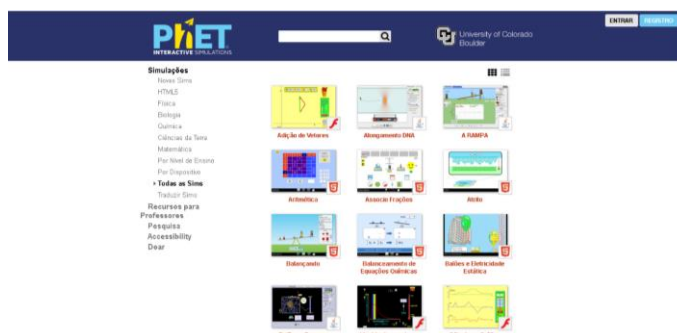 PhET
INTERACTIVE SIMULATIONS
University of Colorado
Boulder
ENTRAR
REGISTRO
Simulações
Novas Sims
HTML5
Física
Biologia
Química
Ciências da Terra
Matemática
Por Nível de Ensino
Por Dispositivo
Todas as Sims
Traduzir Sims
Recursos para
Professores
Pesquisa
Accessibility
Doar
Adição de Vetores
Alongamento DNA
A RAMPA
Aritmética
Associe Frações
Atrito
Balançando
Balanceamento de
Equações Químicas
Balões e Eletricidade
Estática